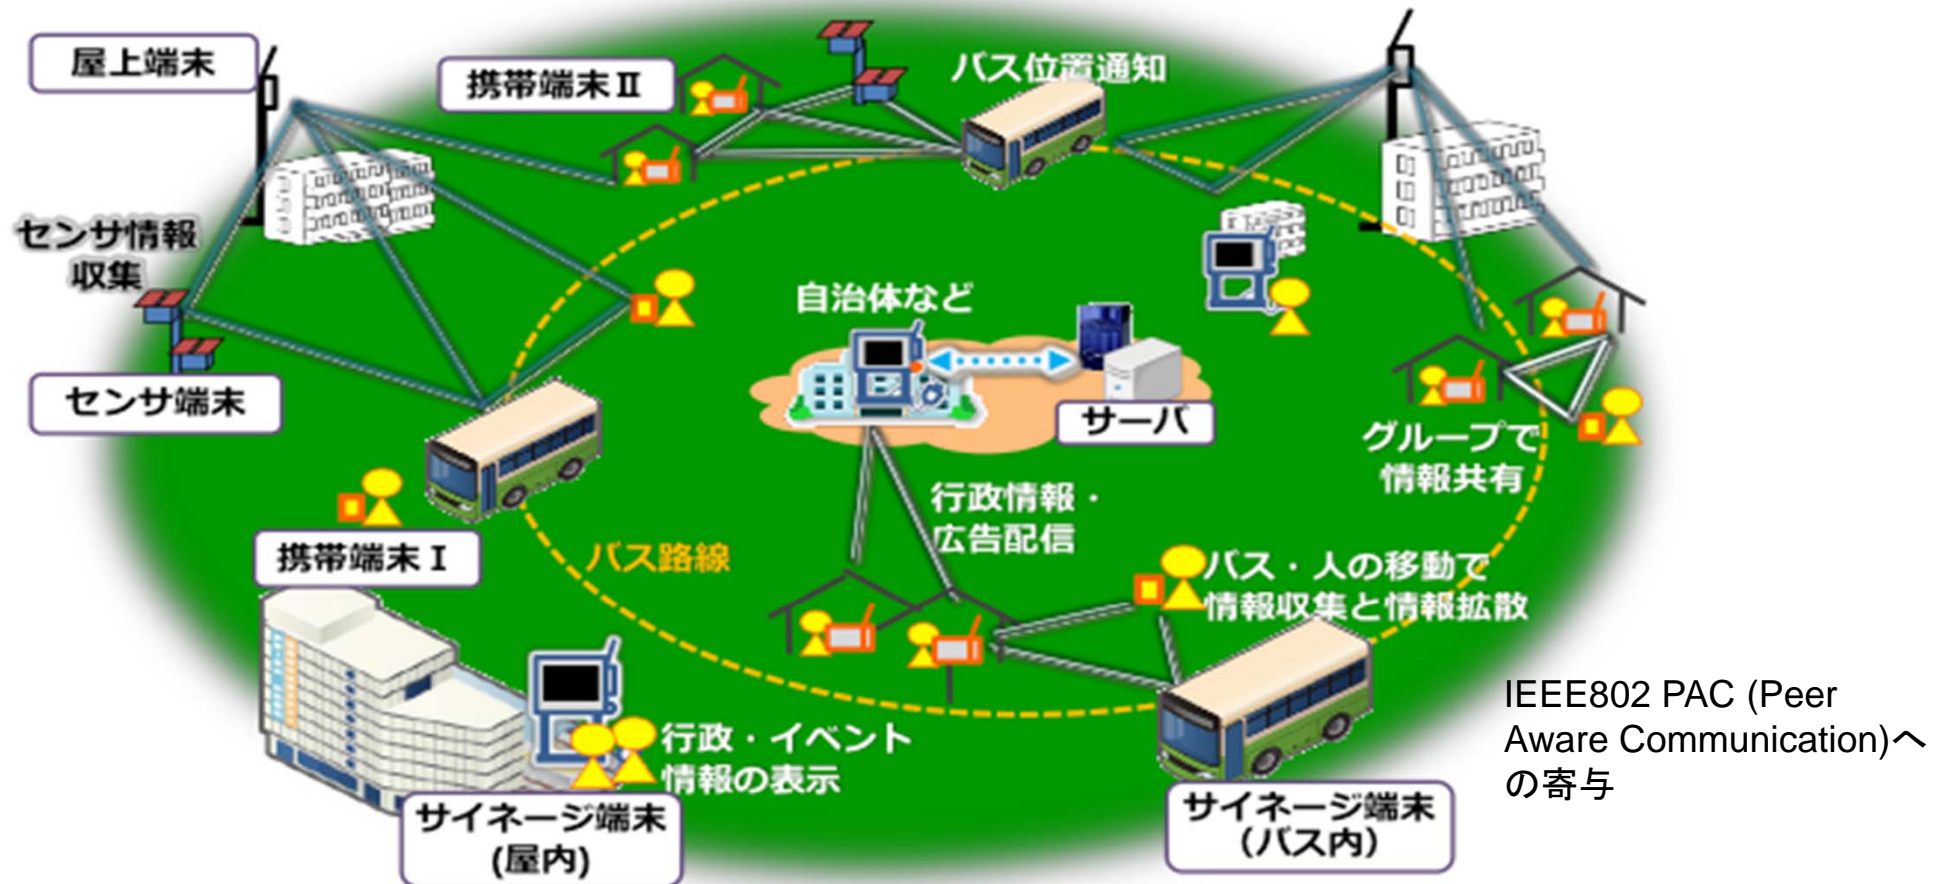 屋上端末
携帯端末Ⅱ
バス位置通知
センサ情報
収集
自治体など
センサ端末
サーバ
グループで
情報共有
行政情報・
広告配信
携帯端末Ⅰ
バス路線
バス・人の移動で
情報収集と情報拡散
行政・イベント
情報の表示
サイネージ端末
(屋内)
サイネージ端末
（バス内）
IEEE802 PAC (Peer
Aware Communication)へ
の寄与